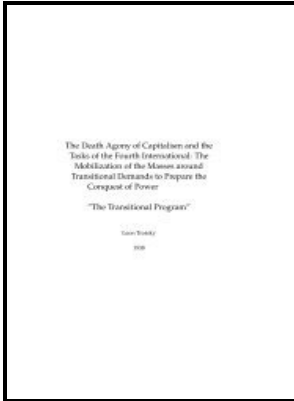 The Death Agony of Capitalism and the
Tasks of the Fourth International: The
Mobilization of the Masses around
Transitional Demands to Prepare the
Conquest of Power
"The Transitional Program"
Leon Trotsky
1938